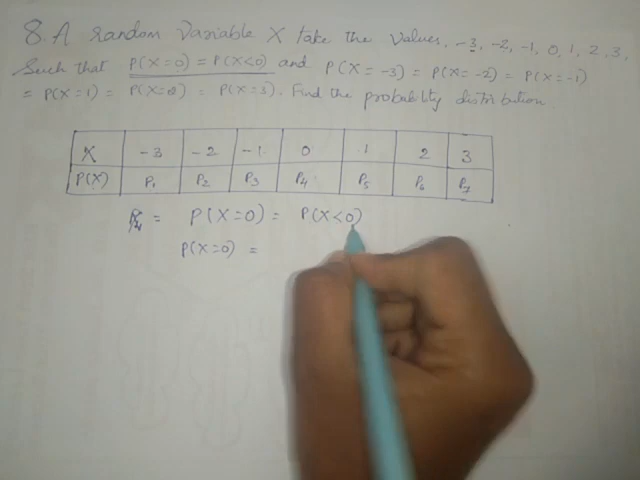 8. A random variable X take the values, -3, -2, -1, 0, 1, 2, 3,
Such that P(X=0) = P(X<0) and P(X=-3) = P(X=-2) = P(X=-1)
= P(X=1) = P(X=2) = P(X=3). Find the probability distribution
X -3 -2 -1 0 1 2 3
P(X) P1 P2 P3 P4 P5 P6 P7
P4 = P(X=0) = P(X<0)
P(X=0) =